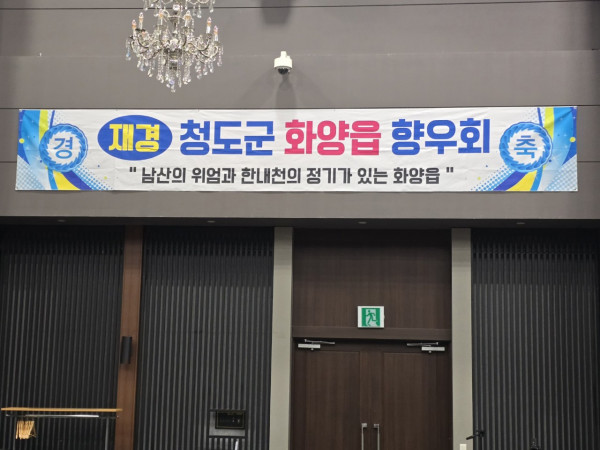 경 재경 청도군 화양읍 향우회 축
" 남산의 위엄과 한내천의 정기가 있는 화양읍 "